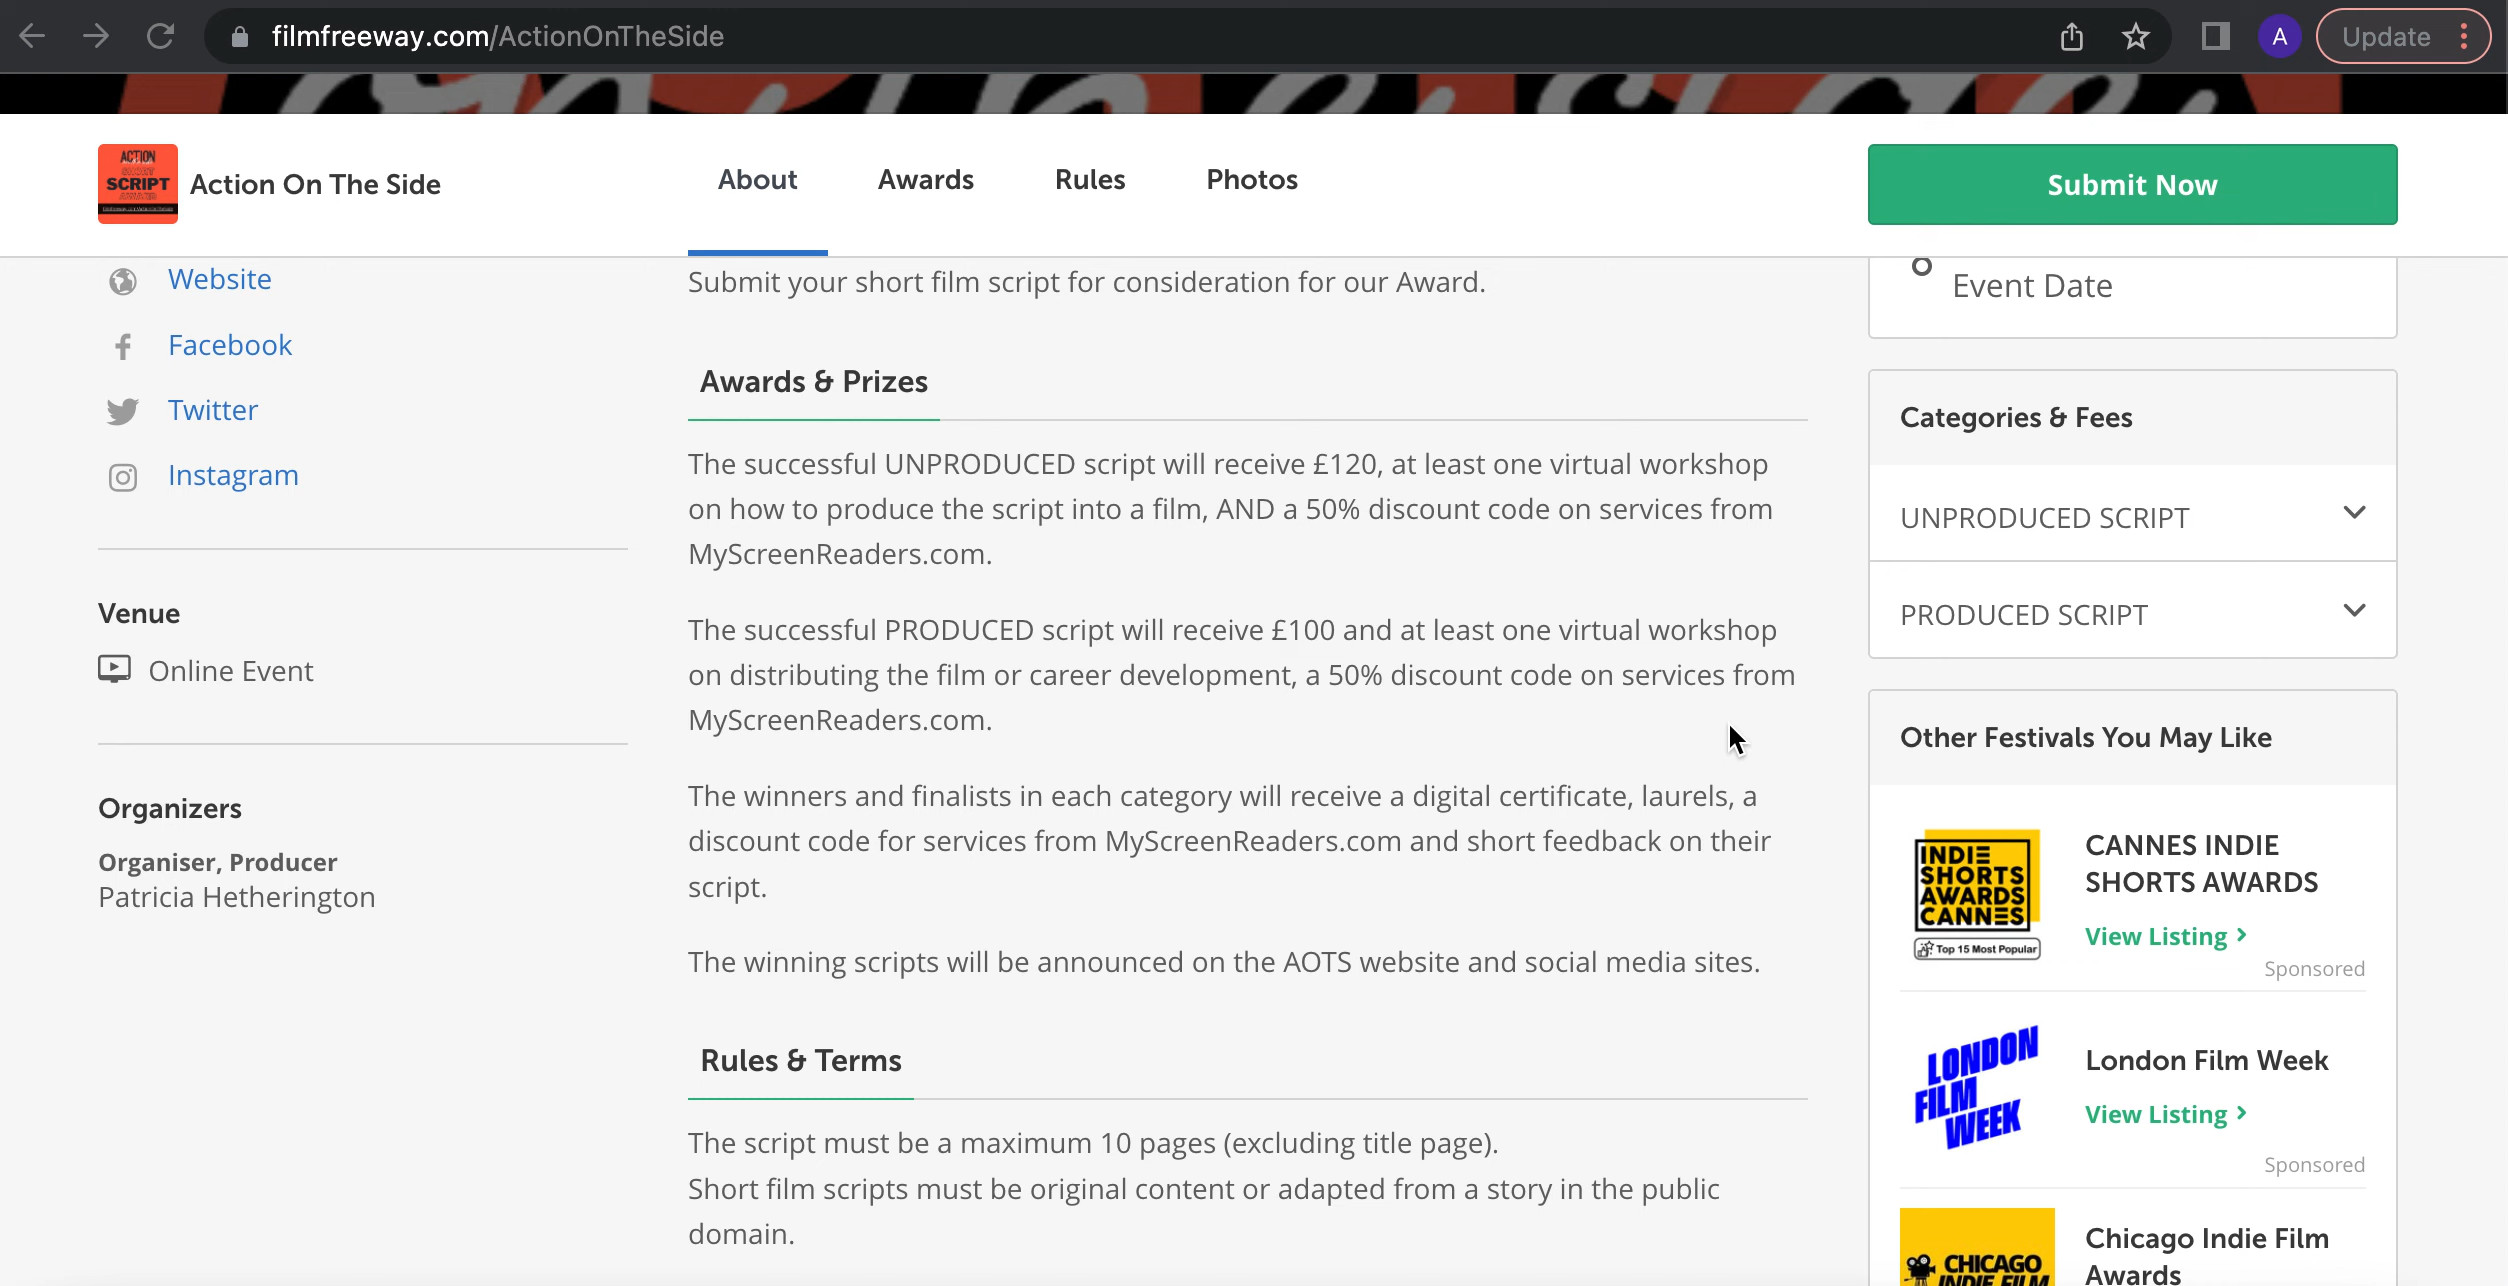 filmfreeway.com/ActionOnTheSide
A
Update
ACTION
SHORT
SCRIPT
AWARD
Action On The Side
About
Awards
Rules
Photos
Submit Now
Website
Facebook
Twitter
Instagram
Venue
Online Event
Organizers
Organiser, Producer
Patricia Hetherington
Submit your short film script for consideration for our Award.
Awards & Prizes
The successful UNPRODUCED script will receive £120, at least one virtual workshop
on how to produce the script into a film, AND a 50% discount code on services from
MyScreenReaders.com.
The successful PRODUCED script will receive £100 and at least one virtual workshop
on distributing the film or career development, a 50% discount code on services from
MyScreenReaders.com.
The winners and finalists in each category will receive a digital certificate, laurels, a
discount code for services from MyScreenReaders.com and short feedback on their
script.
The winning scripts will be announced on the AOTS website and social media sites.
Rules & Terms
The script must be a maximum 10 pages (excluding title page).
Short film scripts must be original content or adapted from a story in the public
domain.
Event Date
Categories & Fees
UNPRODUCED SCRIPT
PRODUCED SCRIPT
Other Festivals You May Like
INDIE
SHORTS
AWARDS
CANNES
Top 15 Most Popular
CANNES INDIE
SHORTS AWARDS
View Listing
Sponsored
LONDON
FILM
WEEK
London Film Week
View Listing
Sponsored
CHICAGO
INDIE FILM
Chicago Indie Film
Awards